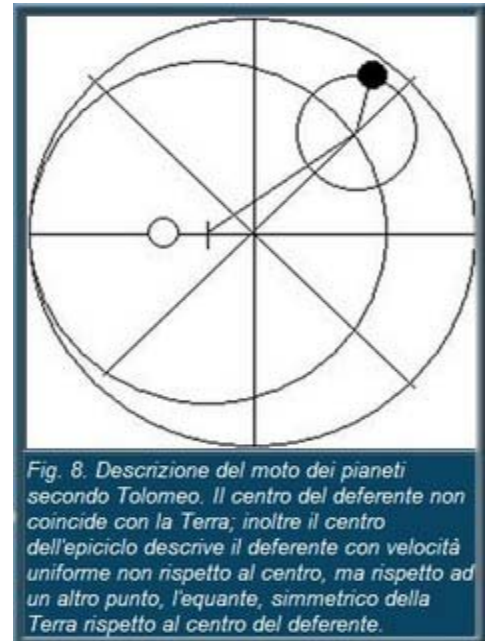 Fig. 8. Descrizione del moto dei pianeti
secondo Tolomeo. Il centro del deferente non
coincide con la Terra; inoltre il centro
dell'epiciclo descrive il deferente con velocità
uniforme non rispetto al centro, ma rispetto ad
un altro punto, l'equante, simmetrico della
Terra rispetto al centro del deferente.